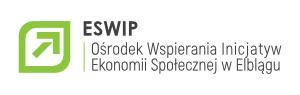 ESWIP
Ośrodek Wspierania Inicjatyw
Ekonomii Społecznej w Elblągu